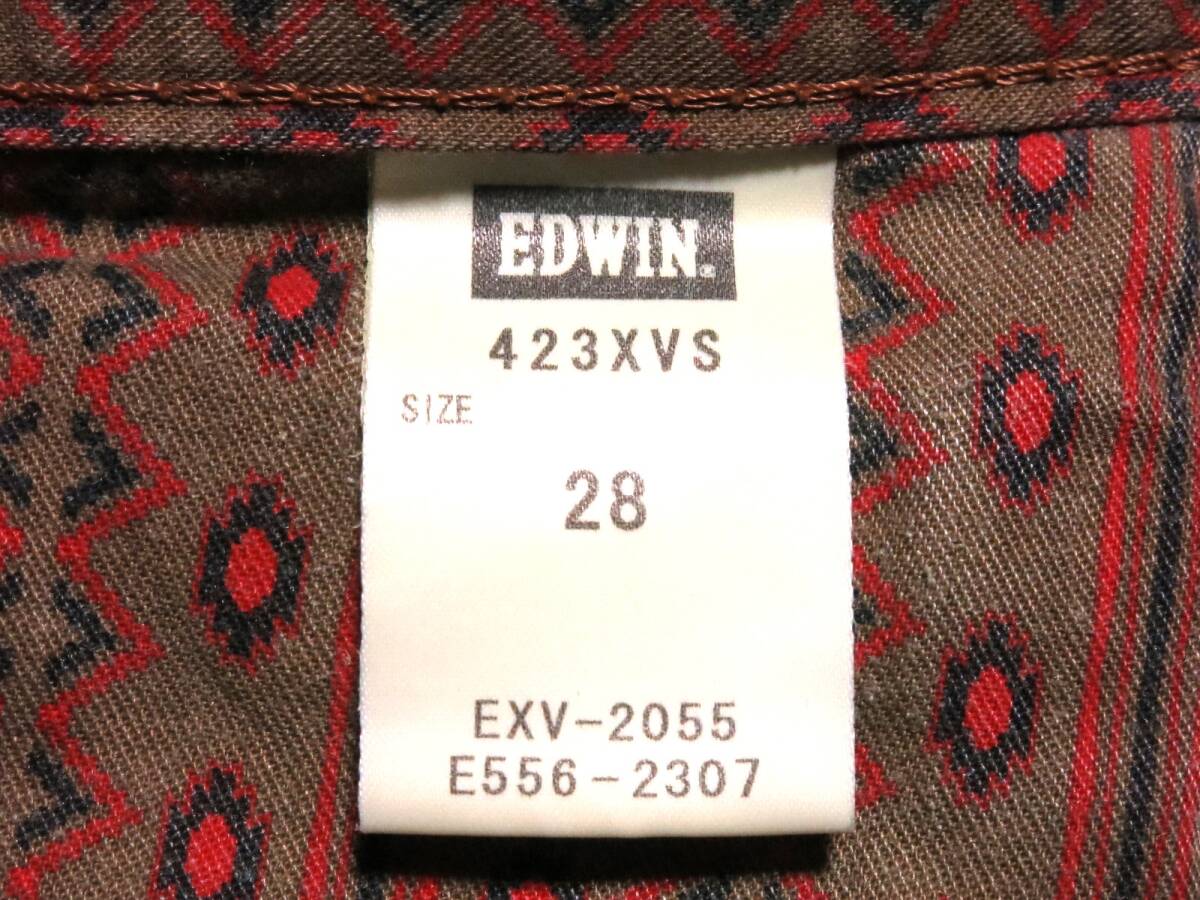 EDWIN.
423XVS
SIZE
28
EXV-2055
E556-2307